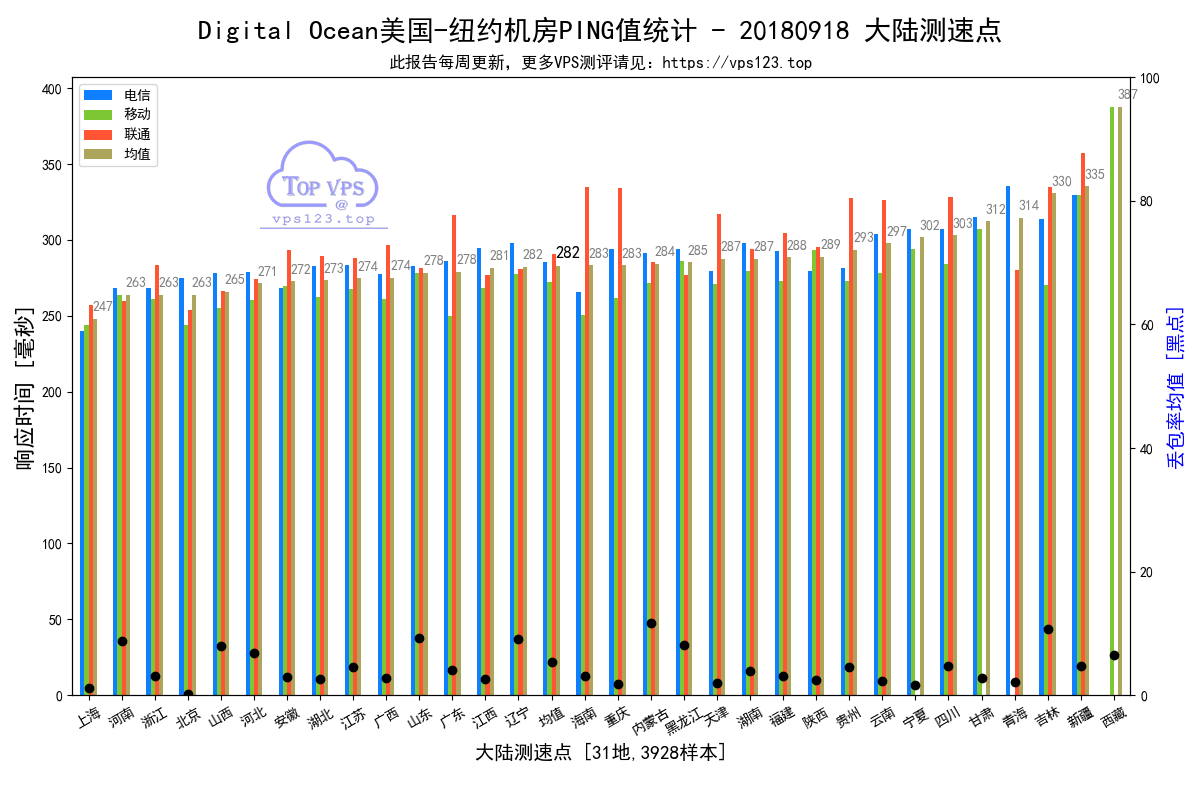 Digital Ocean美国-纽约机房PING值统计 - 20180918 大陆测速点
此报告每周更新，更多VPS测评请见：https://vps123.top
电信
移动
联通
均值
TOP VPS
@
vps123.top
响应时间 [毫秒]
400
350
300
250
200
150
100
50
0
247
263
263
263
265
271
272
273
274
274
278
278
281
282
282
283
283
284
285
287
287
288
289
293
297
302
303
312
314
330
335
387
100
80
60
40
20
0
丢包率均值 [黑点]
上海
河南
浙江
北京
山西
河北
安徽
湖北
江苏
广西
山东
广东
江西
辽宁
均值
海南
重庆
内蒙古
黑龙江
天津
湖南
福建
陕西
贵州
云南
宁夏
四川
甘肃
青海
吉林
新疆
西藏
大陆测速点 [31地,3928样本]